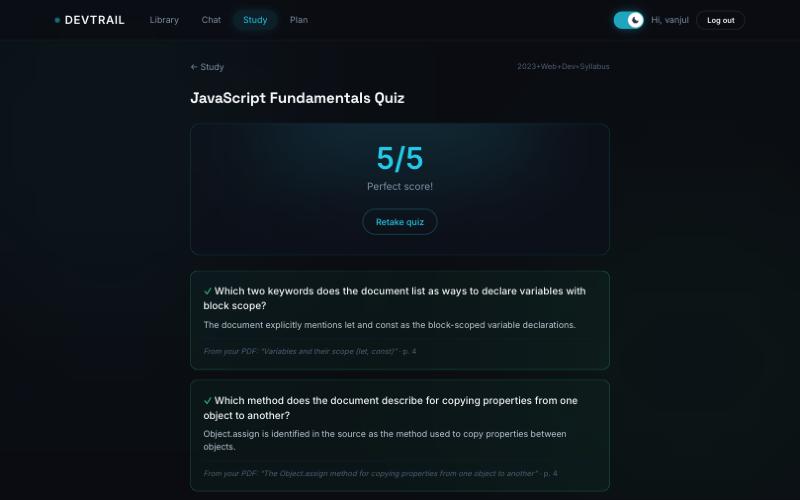 DEVTRAIL Library Chat Study Plan Hi, vanjul Log out
← Study 2023+Web+Dev+Syllabus
JavaScript Fundamentals Quiz
5/5
Perfect score!
Retake quiz
✓ Which two keywords does the document list as ways to declare variables with
block scope?
The document explicitly mentions let and const as the block-scoped variable declarations.
From your PDF: "Variables and their scope (let, const)" · p. 4
✓ Which method does the document describe for copying properties from one
object to another?
Object.assign is identified in the source as the method used to copy properties between
objects.
From your PDF: "The Object.assign method for copying properties from one object to another" · p. 4